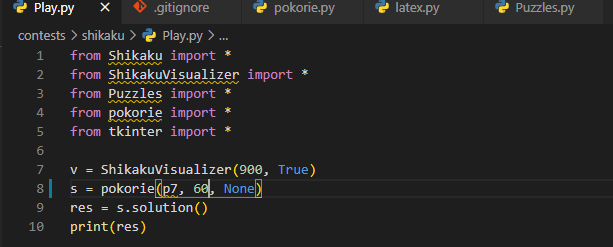 Play.py × .gitignore pokorie.py latex.py Puzzles.py
contests > shikaku > Play.py > ...
1 from Shikaku import *
2 from ShikakuVisualizer import *
3 from Puzzles import *
4 from pokorie import *
5 from tkinter import *
6
7 v = ShikakuVisualizer(900, True)
8 s = pokorie(p7, 60, None)
9 res = s.solution()
10 print(res)